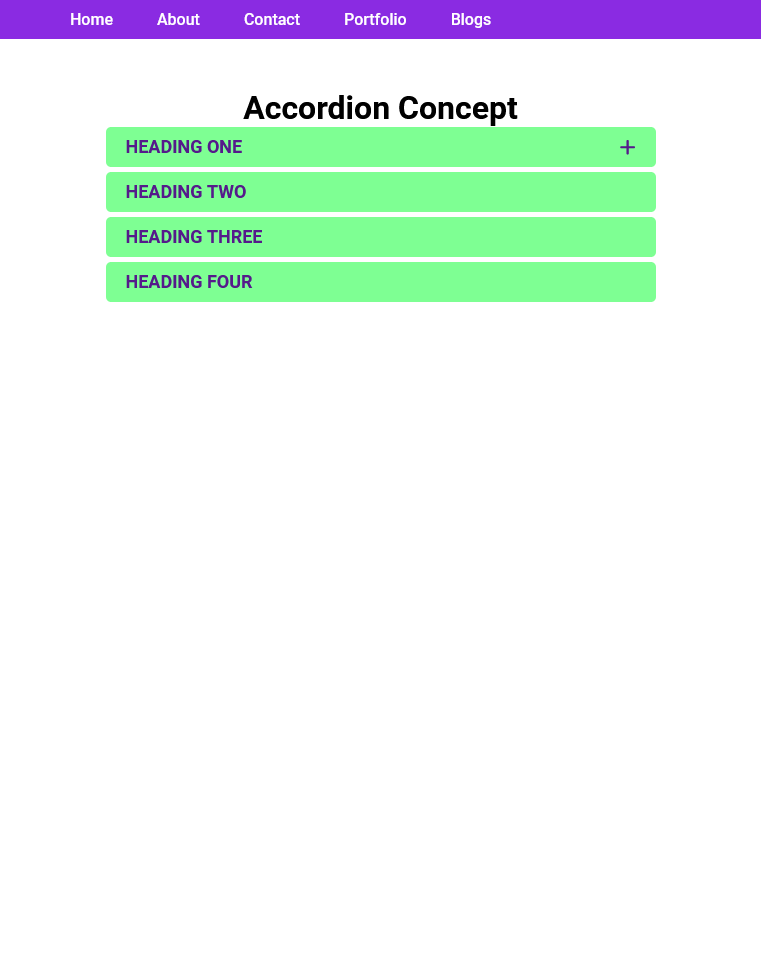 Home About Contact Portfolio Blogs
Accordion Concept
HEADING ONE +
HEADING TWO
HEADING THREE
HEADING FOUR